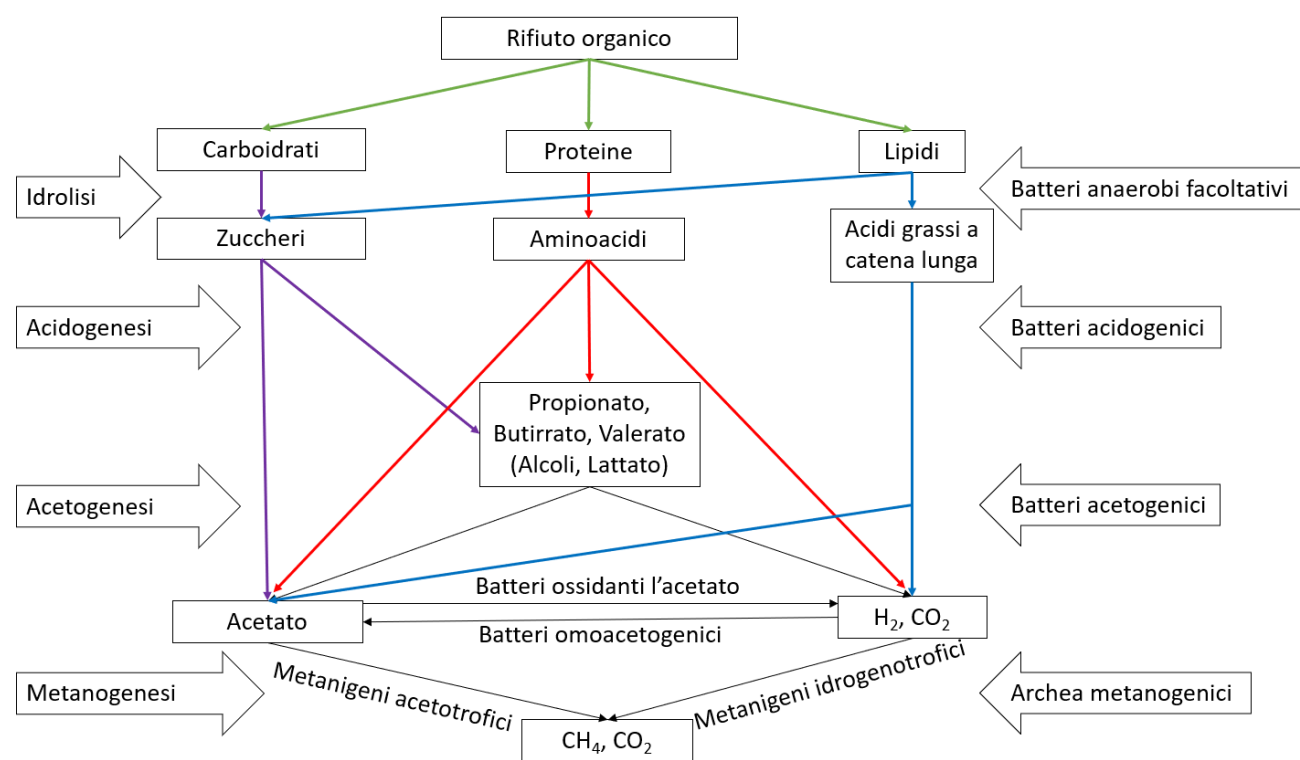 Rifiuto organico
Carboidrati
Proteine
Lipidi
Idrolisi
Batteri anaerobi facoltativi
Zuccheri
Aminoacidi
Acidi grassi a
catena lunga
Acidogenesi
Batteri acidogenici
Propionato,
Butirrato, Valerato
(Alcoli, Lattato)
Acetogenesi
Batteri acetogenici
Batteri ossidanti l’acetato
Acetato
H₂, CO₂
Batteri omoacetogenici
Metanogenesi
Metanigeni acetotrofici
Metanigeni idrogenotrofici
Archea metanogenici
CH₄, CO₂